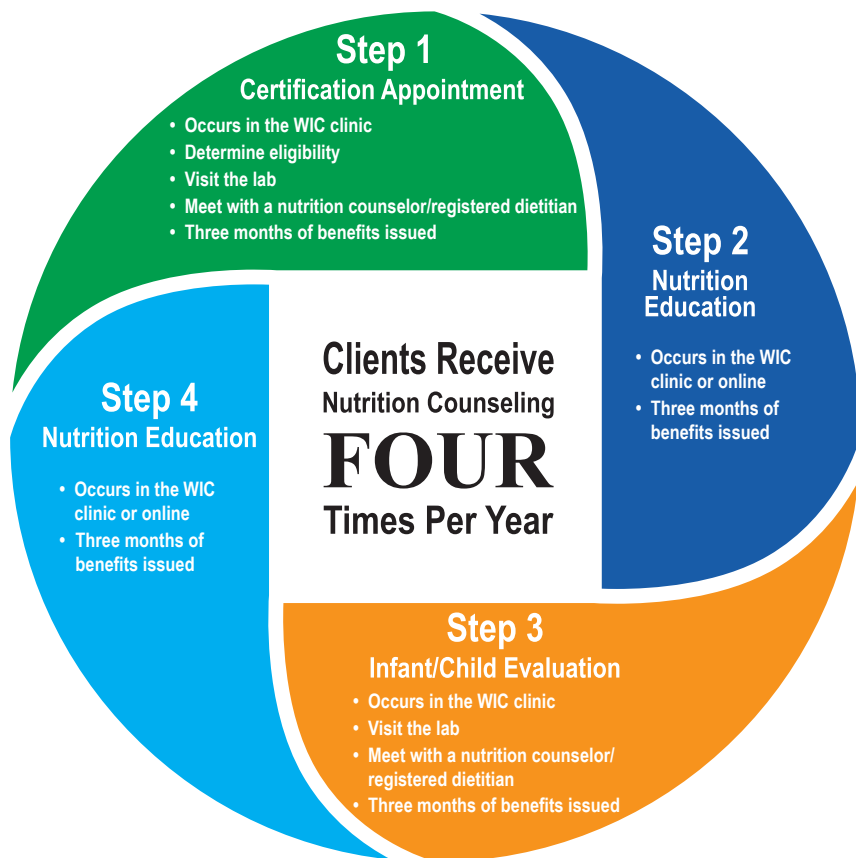 Step 1
Certification Appointment
• Occurs in the WIC clinic
• Determine eligibility
• Visit the lab
• Meet with a nutrition counselor/registered dietitian
• Three months of benefits issued
Step 2
Nutrition
Education
• Occurs in the WIC
clinic or online
• Three months of
benefits issued
Step 3
Infant/Child Evaluation
• Occurs in the WIC clinic
• Visit the lab
• Meet with a nutrition counselor/
registered dietitian
• Three months of benefits issued
Step 4
Nutrition Education
• Occurs in the WIC
clinic or online
• Three months of
benefits issued
Clients Receive
Nutrition Counseling
FOUR
Times Per Year